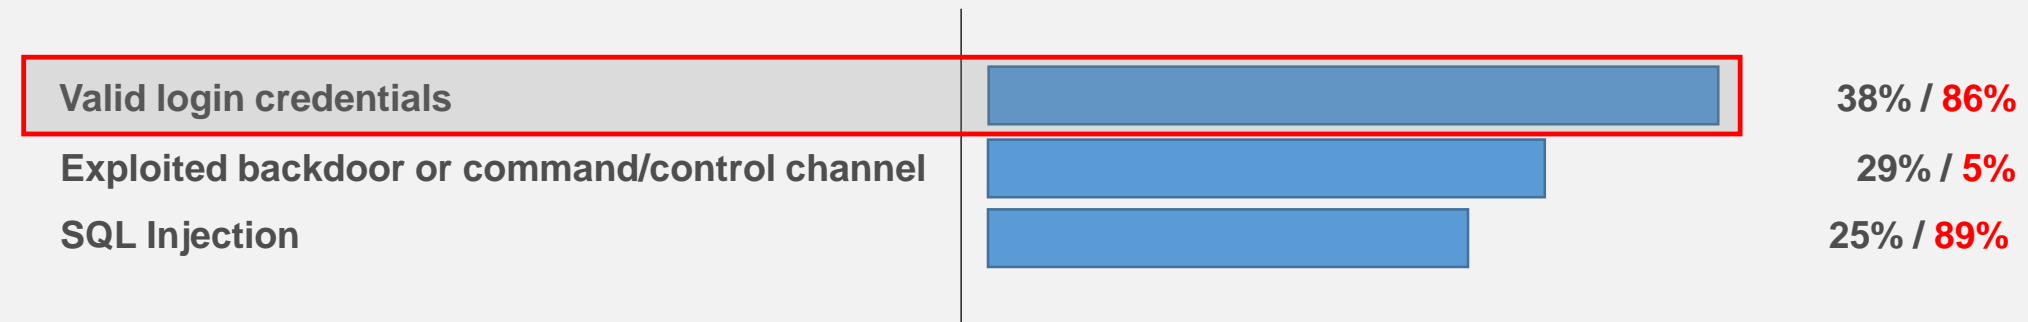 Valid login credentials 38% / 86%
Exploited backdoor or command/control channel 29% / 5%
SQL Injection 25% / 89%